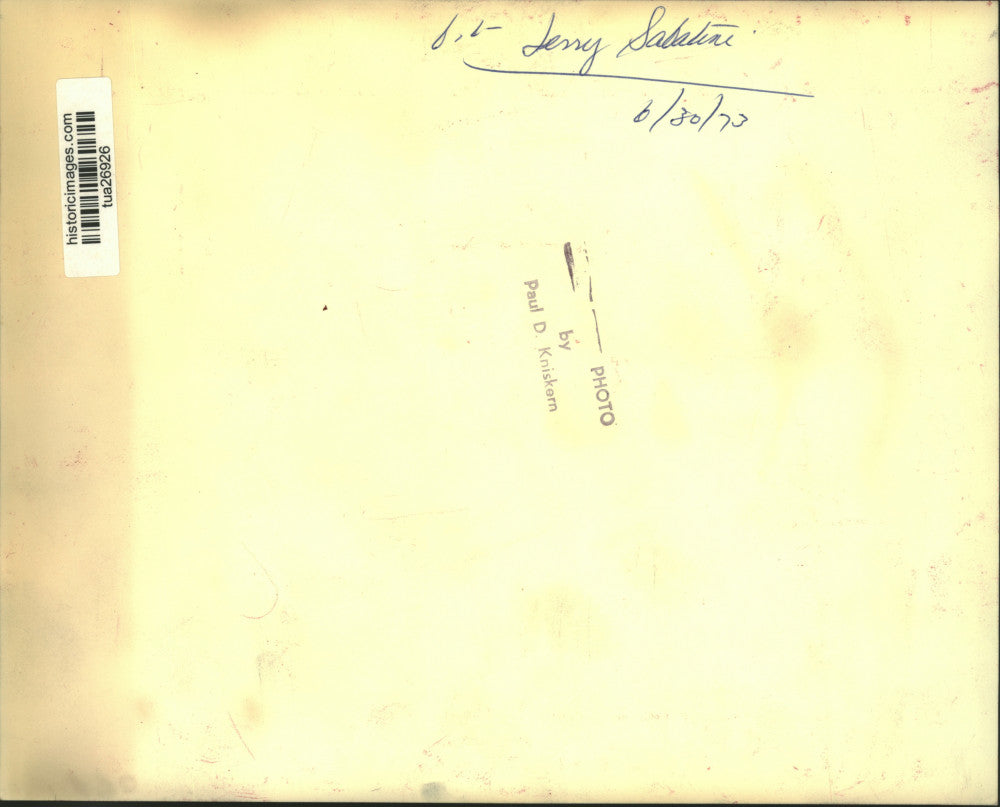 Jerry Sabatini
6/30/73
historicimages.com
tua26926
PHOTO
by
Paul D. Kniskern